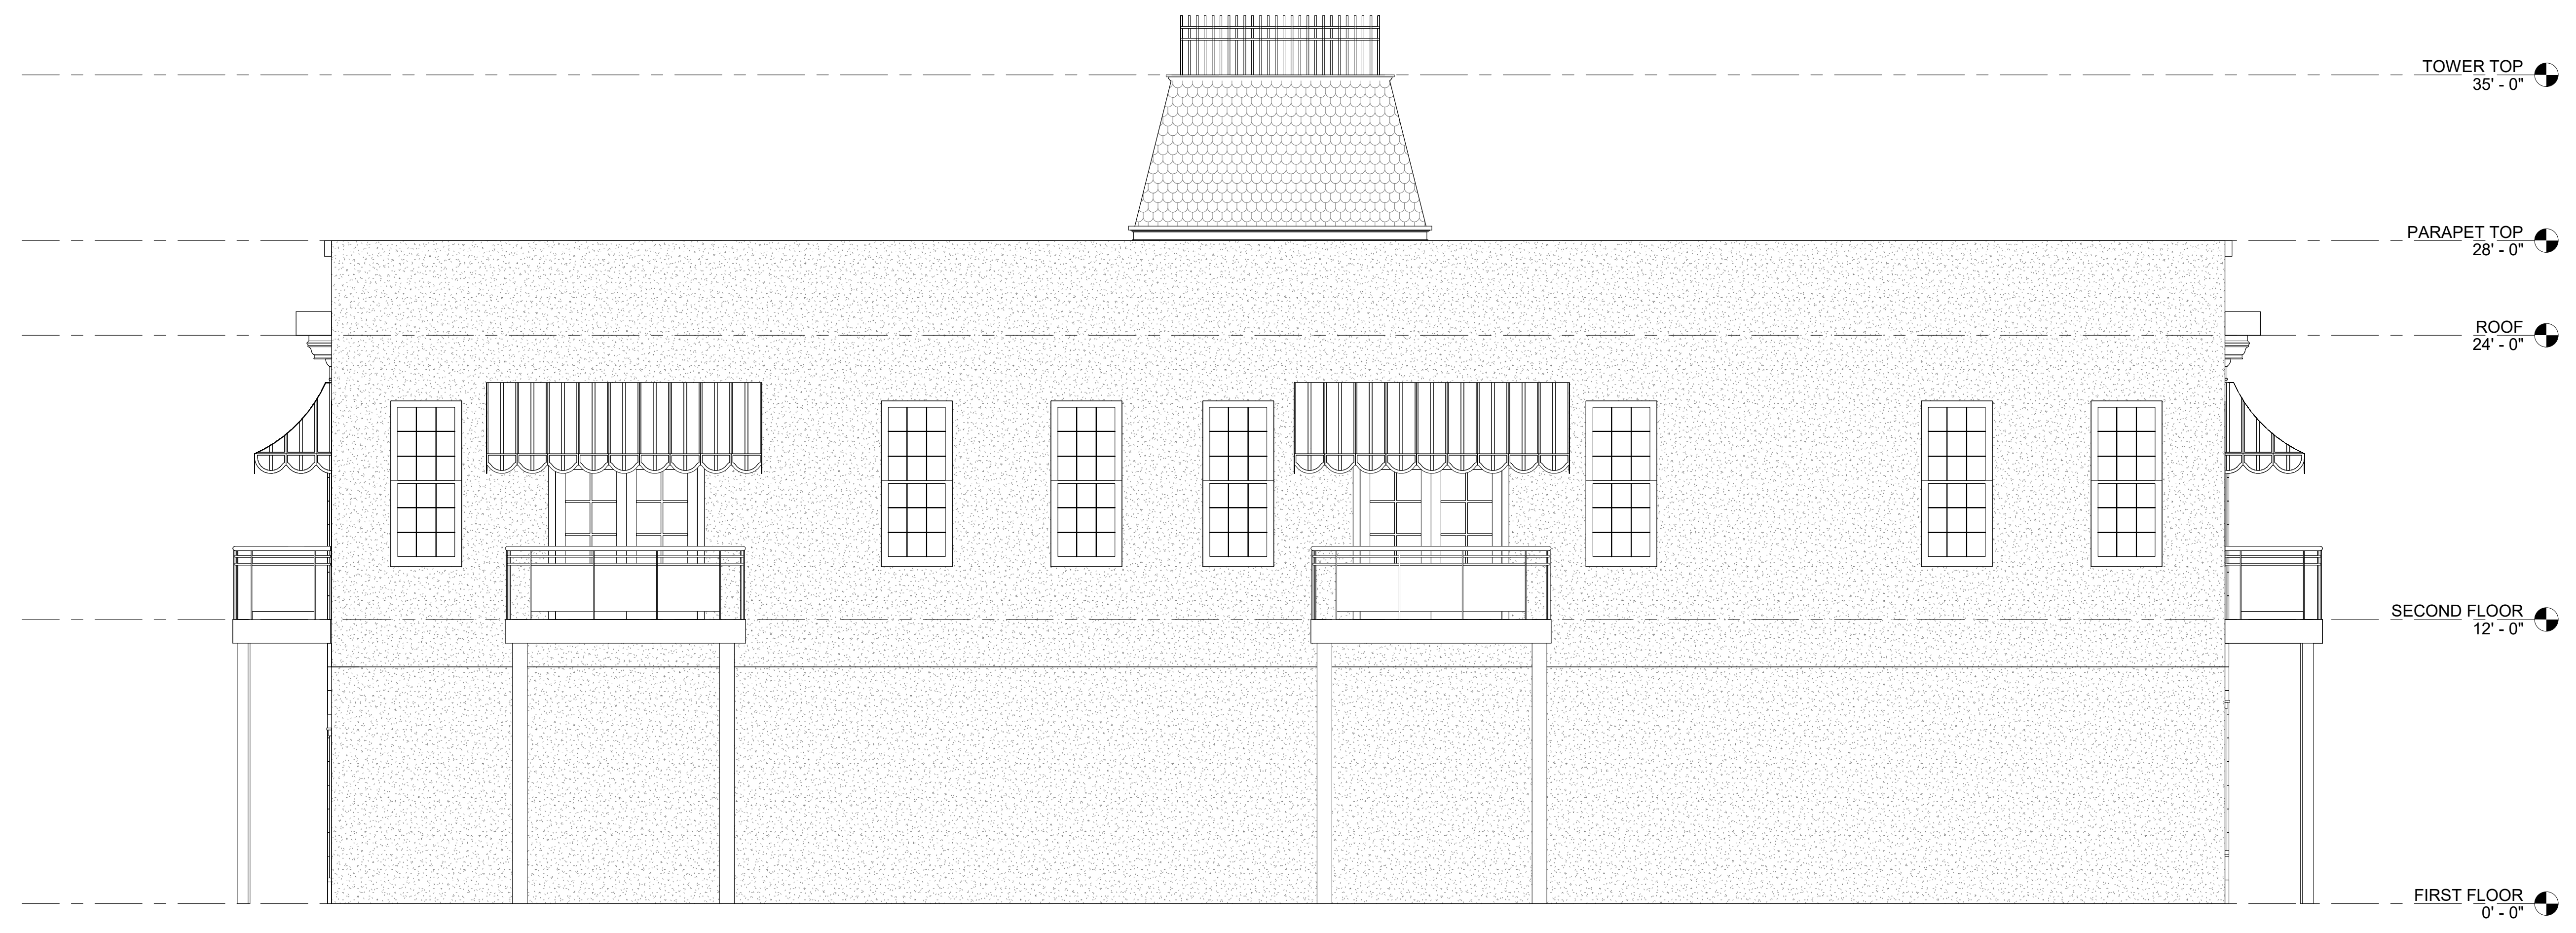 TOWER TOP
35' - 0"
PARAPET TOP
28' - 0"
ROOF
24' - 0"
SECOND FLOOR
12' - 0"
FIRST FLOOR
0' - 0"